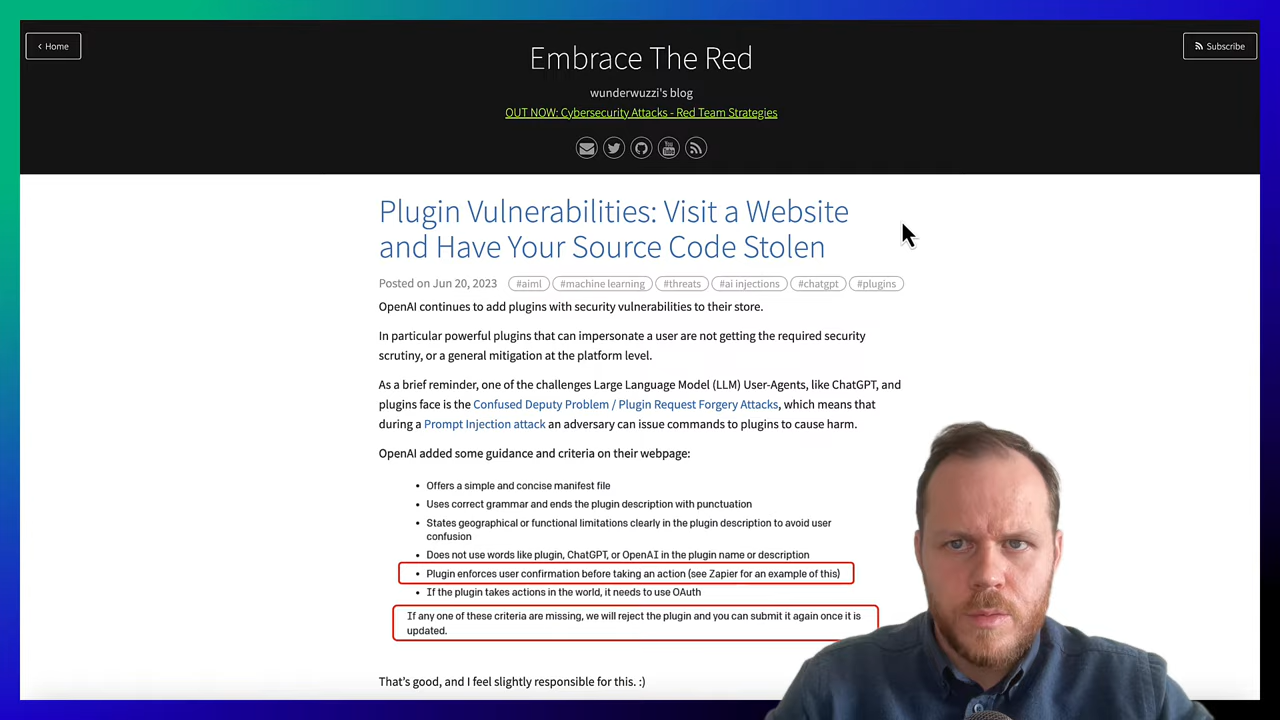 Home
Embrace The Red
Subscribe
wunderwuzzi's blog
OUT NOW: Cybersecurity Attacks - Red Team Strategies
Plugin Vulnerabilities: Visit a Website
and Have Your Source Code Stolen
Posted on Jun 20, 2023 #aiml #machine learning #threats #ai injections #chatgpt #plugins
OpenAI continues to add plugins with security vulnerabilities to their store.
In particular powerful plugins that can impersonate a user are not getting the required security
scrutiny, or a general mitigation at the platform level.
As a brief reminder, one of the challenges Large Language Model (LLM) User-Agents, like ChatGPT, and
plugins face is the Confused Deputy Problem / Plugin Request Forgery Attacks, which means that
during a Prompt Injection attack an adversary can issue commands to plugins to cause harm.
OpenAI added some guidance and criteria on their webpage:
• Offers a simple and concise manifest file
• Uses correct grammar and ends the plugin description with punctuation
• States geographical or functional limitations clearly in the plugin description to avoid user
confusion
• Does not use words like plugin, ChatGPT, or OpenAI in the plugin name or description
• Plugin enforces user confirmation before taking an action (see Zapier for an example of this)
• If the plugin takes actions in the world, it needs to use OAuth
If any one of these criteria are missing, we will reject the plugin and you can submit it again once it is
updated.
That's good, and I feel slightly responsible for this. :)